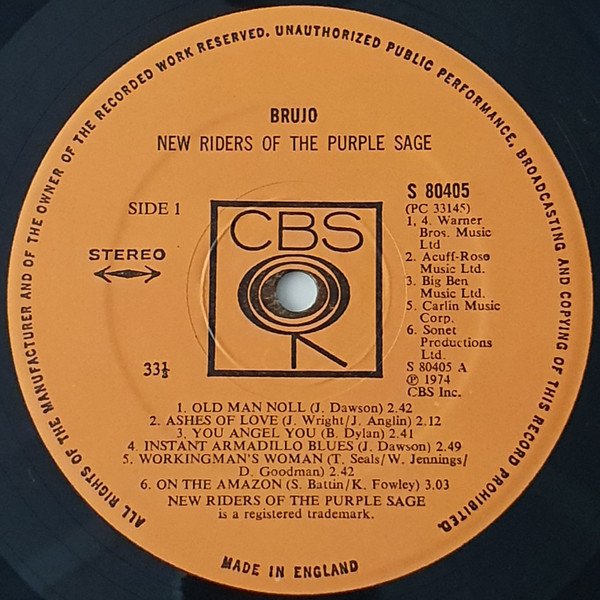 ALL RIGHTS OF THE MANUFACTURER AND OF THE OWNER OF THE RECORDED WORK RESERVED. UNAUTHORIZED PUBLIC PERFORMANCE, BROADCASTING AND COPYING OF THIS RECORD PROHIBITED.
BRUJO
NEW RIDERS OF THE PURPLE SAGE
SIDE 1
STEREO
33⅓
CBS
S 80405
(PC 33145)
1, 4. Warner
Bros. Music
Ltd
2. Acuff-Rose
Music Ltd.
3. Big Ben
Music Ltd.
5. Carlin Music
Corp.
6. Sonet
Productions
Ltd.
S 80405 A
℗ 1974
CBS Inc.
1. OLD MAN NOLL (J. Dawson) 2.42
2. ASHES OF LOVE (J. Wright/J. Anglin) 2.12
3. YOU ANGEL YOU (B. Dylan) 2.41
4. INSTANT ARMADILLO BLUES (J. Dawson) 2.49
5. WORKINGMAN'S WOMAN (T. Seals/W. Jennings/
D. Goodman) 2.42
6. ON THE AMAZON (S. Battin/K. Fowley) 3.03
NEW RIDERS OF THE PURPLE SAGE
is a registered trademark.
MADE IN ENGLAND